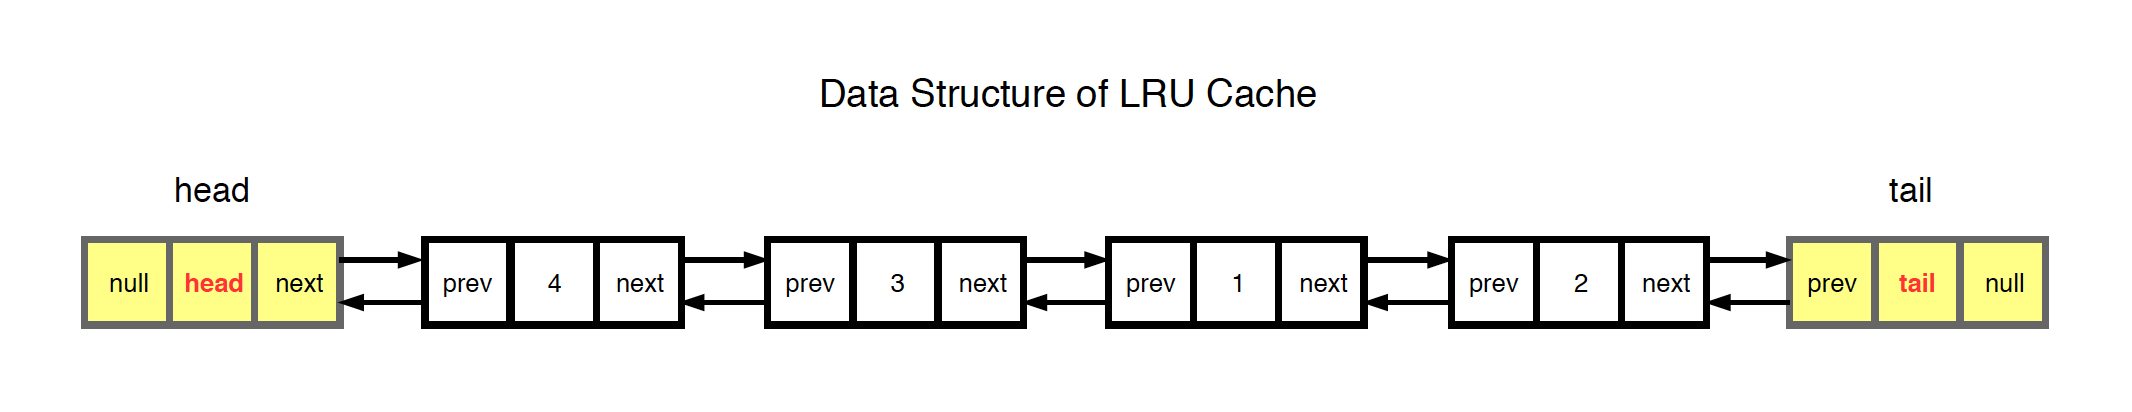 Data Structure of LRU Cache
head tail
null head next prev 4 next prev 3 next prev 1 next prev 2 next prev tail null